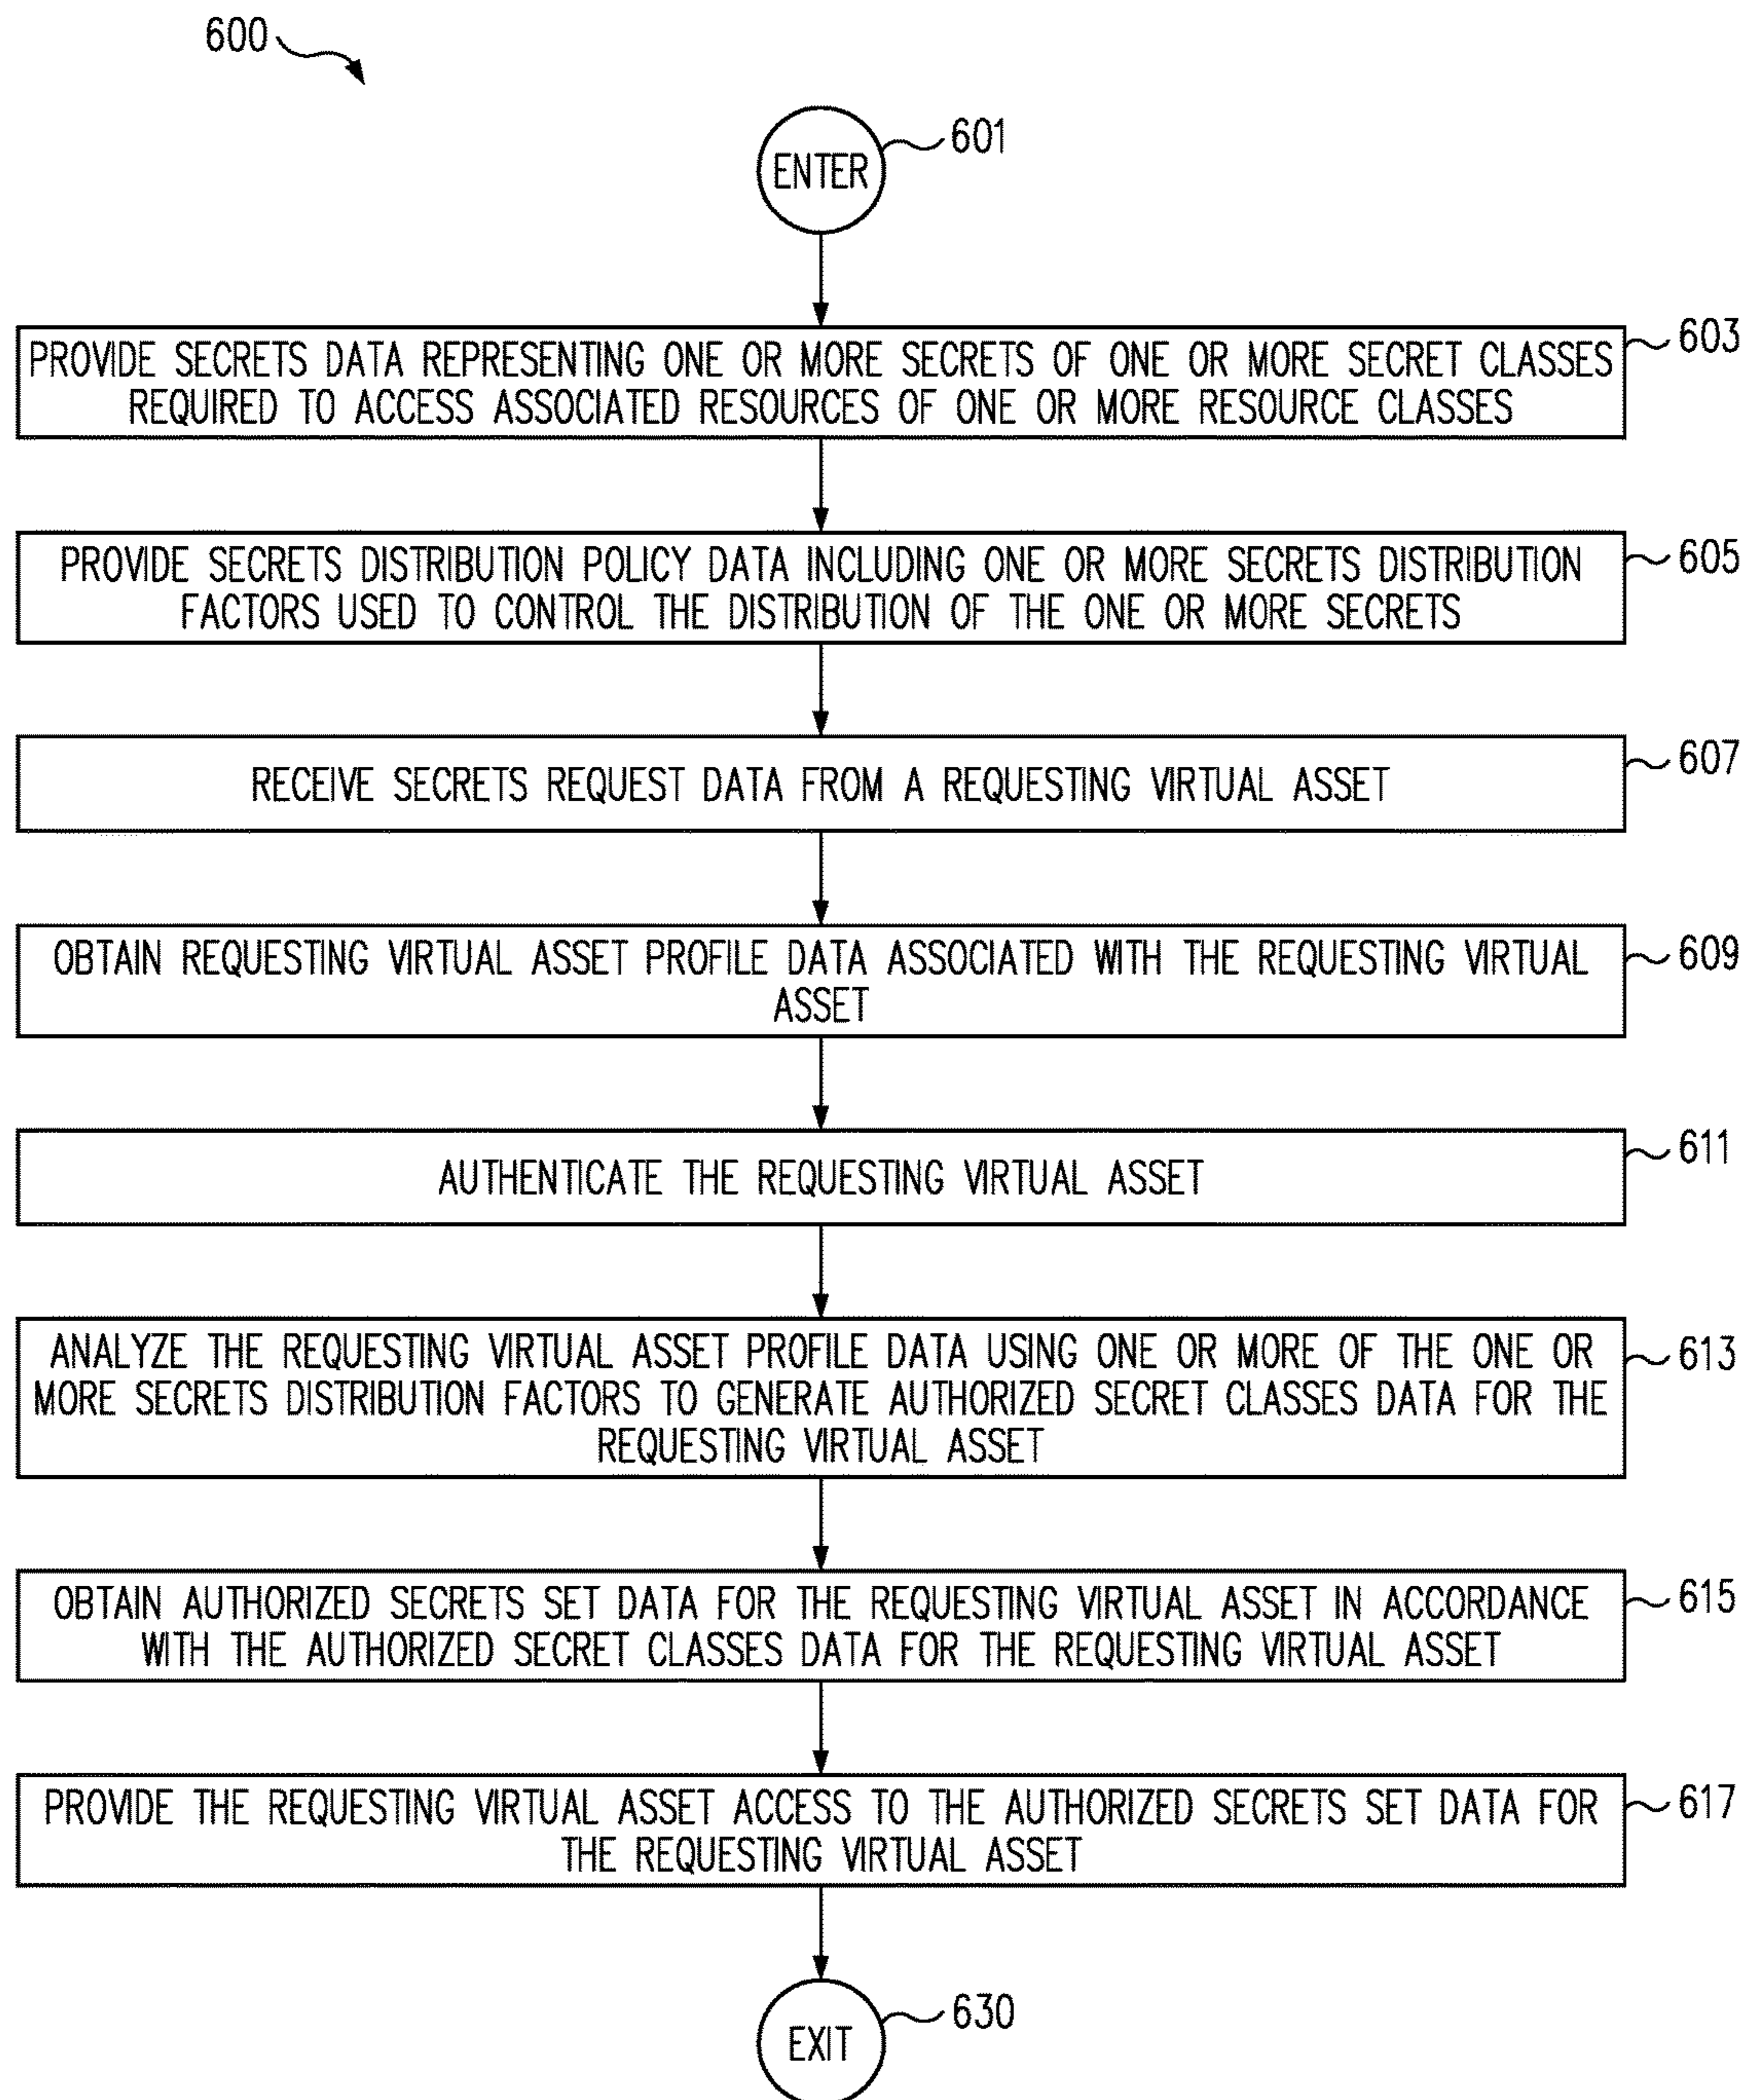 600
601
ENTER
603
PROVIDE SECRETS DATA REPRESENTING ONE OR MORE SECRETS OF ONE OR MORE SECRET CLASSES
REQUIRED TO ACCESS ASSOCIATED RESOURCES OF ONE OR MORE RESOURCE CLASSES
605
PROVIDE SECRETS DISTRIBUTION POLICY DATA INCLUDING ONE OR MORE SECRETS DISTRIBUTION
FACTORS USED TO CONTROL THE DISTRIBUTION OF THE ONE OR MORE SECRETS
607
RECEIVE SECRETS REQUEST DATA FROM A REQUESTING VIRTUAL ASSET
609
OBTAIN REQUESTING VIRTUAL ASSET PROFILE DATA ASSOCIATED WITH THE REQUESTING VIRTUAL
ASSET
611
AUTHENTICATE THE REQUESTING VIRTUAL ASSET
613
ANALYZE THE REQUESTING VIRTUAL ASSET PROFILE DATA USING ONE OR MORE OF THE ONE OR
MORE SECRETS DISTRIBUTION FACTORS TO GENERATE AUTHORIZED SECRET CLASSES DATA FOR THE
REQUESTING VIRTUAL ASSET
615
OBTAIN AUTHORIZED SECRETS SET DATA FOR THE REQUESTING VIRTUAL ASSET IN ACCORDANCE
WITH THE AUTHORIZED SECRET CLASSES DATA FOR THE REQUESTING VIRTUAL ASSET
617
PROVIDE THE REQUESTING VIRTUAL ASSET ACCESS TO THE AUTHORIZED SECRETS SET DATA FOR
THE REQUESTING VIRTUAL ASSET
630
EXIT